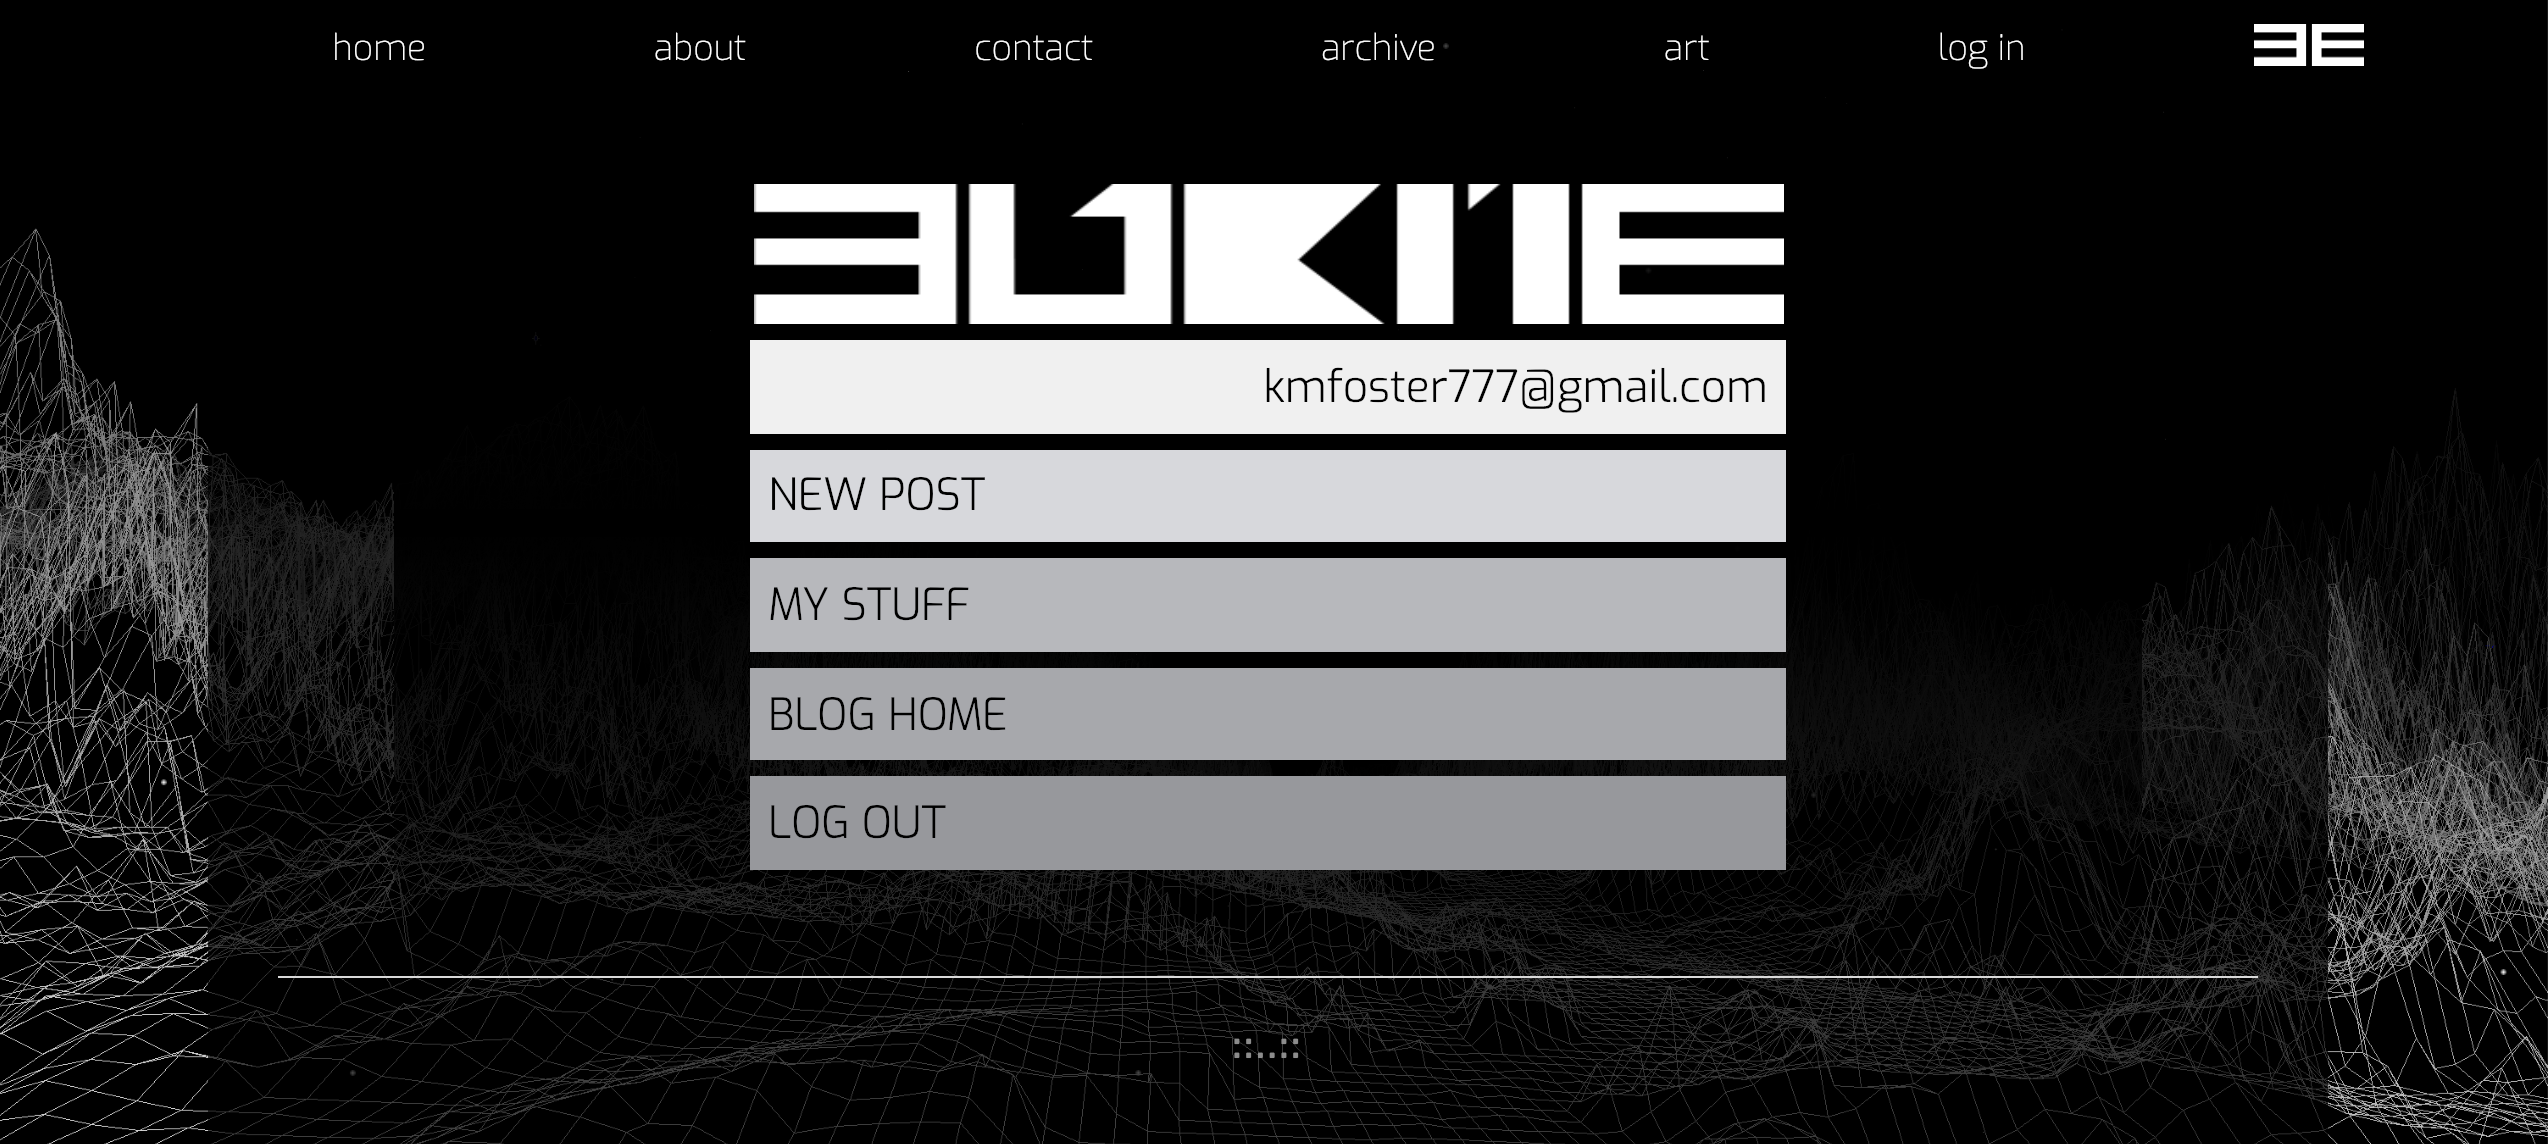 home about contact archive art log in
kmfoster777@gmail.com
NEW POST
MY STUFF
BLOG HOME
LOG OUT